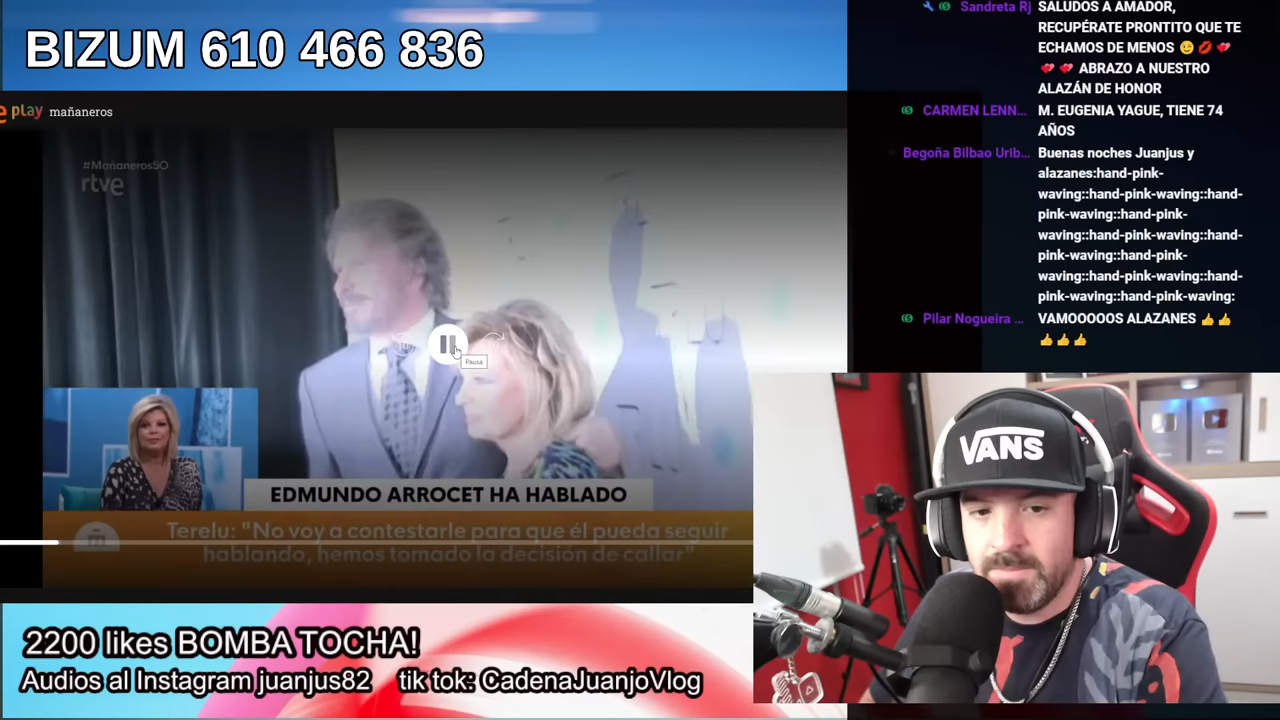 BIZUM 610 466 836
play mañaneros
#Mañaneros50
rtve
Pausa
EDMUNDO ARROCET HA HABLADO
Terelu: "No voy a contestarle para que él pueda seguir
hablando, hemos tomado la decisión de callar"
2200 likes BOMBA TOCHA!
Audios al Instagram juanjus82 tik tok: CadenaJuanjoVlog
Sandreta Rj SALUDOS A AMADOR,
RECUPÉRATE PRONTITO QUE TE
ECHAMOS DE MENOS 😉 💋 💕
💕 💕 ABRAZO A NUESTRO
ALAZÁN DE HONOR
CARMEN LENN... M. EUGENIA YAGUE, TIENE 74
AÑOS
Begoña Bilbao Urib... Buenas noches Juanjus y
alazanes:hand-pink-
waving::hand-pink-waving::hand-
pink-waving::hand-pink-
waving::hand-pink-waving::hand-
pink-waving::hand-pink-
waving::hand-pink-waving::hand-
pink-waving::hand-pink-waving:
Pilar Nogueira ... VAMOOOOOS ALAZANES 👍👍
👍👍👍
VANS